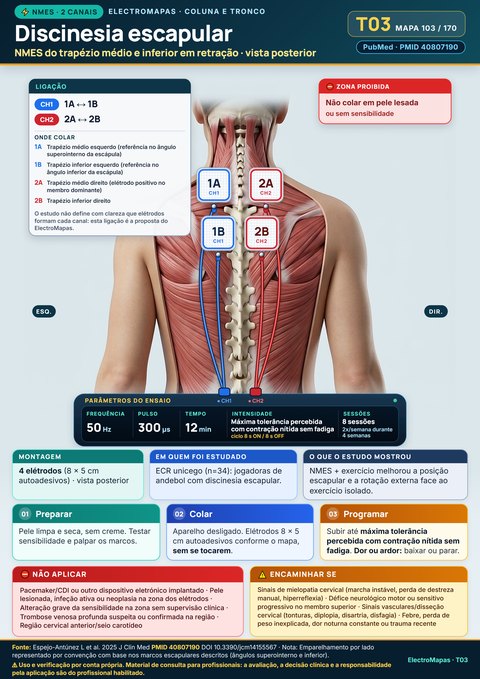 NMES · 2 CANAIS
ELECTROMAPAS · COLUNA E TRONCO
Discinesia escapular
NMES do trapézio médio e inferior em retração · vista posterior
T03 MAPA 103 / 170
PubMed · PMID 40807190
LIGAÇÃO
CH1 1A ↔ 1B
CH2 2A ↔ 2B
ONDE COLAR
1A Trapézio médio esquerdo (referência no ângulo
superointerno da escápula)
1B Trapézio inferior esquerdo (referência no
ângulo inferior da escápula)
2A Trapézio médio direito (elétrodo positivo no
membro dominante)
2B Trapézio inferior direito
O estudo não define com clareza que elétrodos
formam cada canal: esta ligação é a proposta do
ElectroMapas.
ZONA PROIBIDA
Não colar em pele lesada
ou sem sensibilidade
1A
CH1
2A
CH2
1B
CH1
2B
CH2
ESQ.
DIR.
CH1
CH2
PARÂMETROS DO ENSAIO
FREQUÊNCIA
50 Hz
PULSO
300 µs
TEMPO
12 min
INTENSIDADE
Máxima tolerância percebida
com contração nítida sem fadiga
ciclo 8 s ON / 8 s OFF
SESSÕES
8 sessões
2x/semana durante
4 semanas
MONTAGEM
4 elétrodos (8 × 5 cm
autoadesivos) · vista posterior
EM QUEM FOI ESTUDADO
ECR unicego (n=34): jogadoras de
andebol com discinesia escapular.
O QUE O ESTUDO MOSTROU
NMES + exercício melhorou a posição
escapular e a rotação externa face ao
exercício isolado.
01 Preparar
Pele limpa e seca, sem creme. Testar
sensibilidade e palpar os marcos.
02 Colar
Aparelho desligado. Elétrodos 8 × 5
cm autoadesivos conforme o mapa,
sem se tocarem.
03 Programar
Subir até máxima tolerância
percebida com contração nítida sem
fadiga. Dor ou ardor: baixar ou parar.
NÃO APLICAR
Pacemaker/CDI ou outro dispositivo eletrónico implantado · Pele
lesionada, infeção ativa ou neoplasia na zona dos elétrodos ·
Alteração grave da sensibilidade na zona sem supervisão clínica ·
Trombose venosa profunda suspeita ou confirmada na região ·
Região cervical anterior/seio carotídeo
ENCAMINHAR SE
Sinais de mielopatia cervical (marcha instável, perda de destreza
manual, hiperreflexia) · Défice neurológico motor ou sensitivo
progressivo no membro superior · Sinais vasculares/disseção
cervical (tonturas, diplopia, disartria, disfagia) · Febre, perda de
peso inexplicada, dor noturna constante ou trauma recente
Fonte: Espejo-Antúnez L et al. 2025 J Clin Med PMID 40807190 DOI 10.3390/jcm14155567 · Nota: Emparelhamento por lado
representado por convenção com base nos marcos escapulares descritos (ângulos superointerno e inferior).
Uso e verificação por conta própria. Material de consulta para profissionais: a avaliação, a decisão clínica e a responsabilidade
pela aplicação são do profissional habilitado.
ElectroMapas · T03